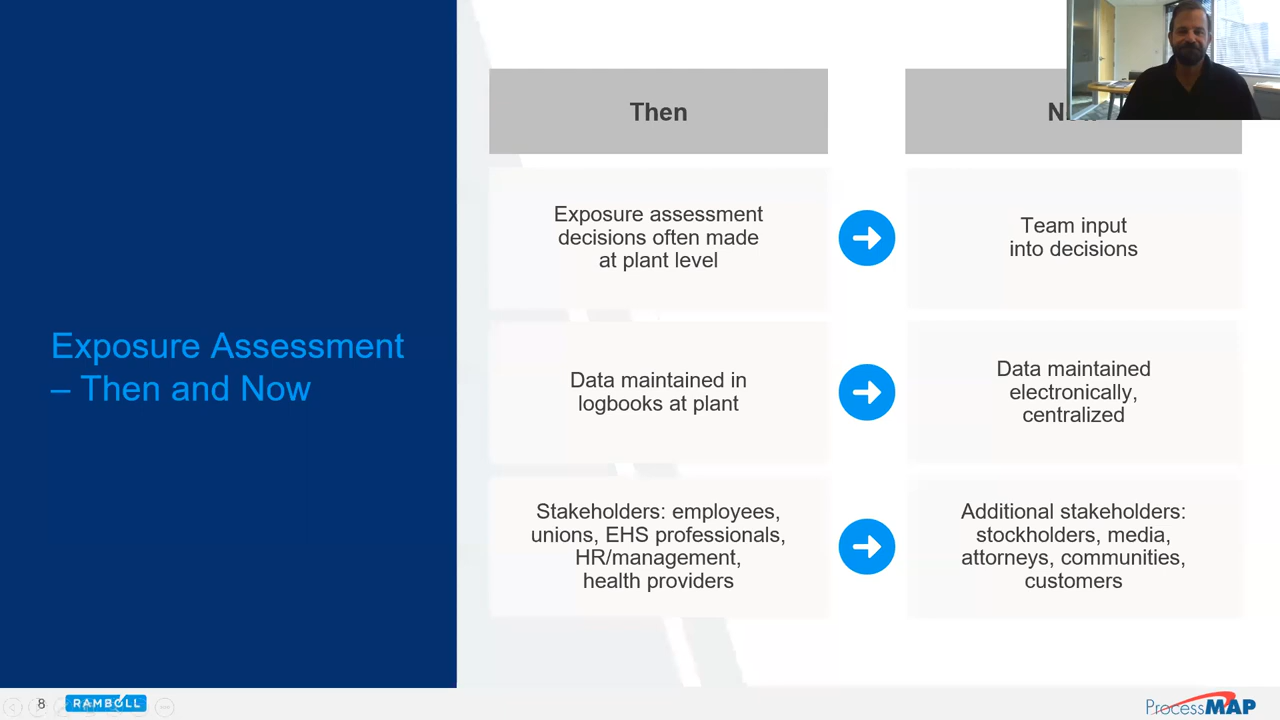 Then
Exposure assessment
decisions often made
at plant level
Team input
into decisions
Exposure Assessment
– Then and Now
Data maintained in
logbooks at plant
Data maintained
electronically,
centralized
Stakeholders: employees,
unions, EHS professionals,
HR/management,
health providers
Additional stakeholders:
stockholders, media,
attorneys, communities,
customers
8
RAMBOLL
ProcessMAP